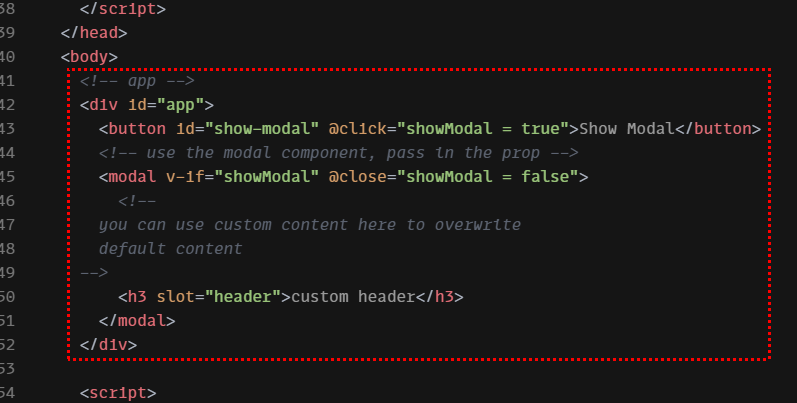 38 </script>
39 </head>
40 <body>
41 <!-- app -->
42 <div id="app">
43 <button id="show-modal" @click="showModal = true">Show Modal</button>
44 <!-- use the modal component, pass in the prop -->
45 <modal v-if="showModal" @close="showModal = false">
46 <!--
47 you can use custom content here to overwrite
48 default content
49 -->
50 <h3 slot="header">custom header</h3>
51 </modal>
52 </div>
53
54 <script>